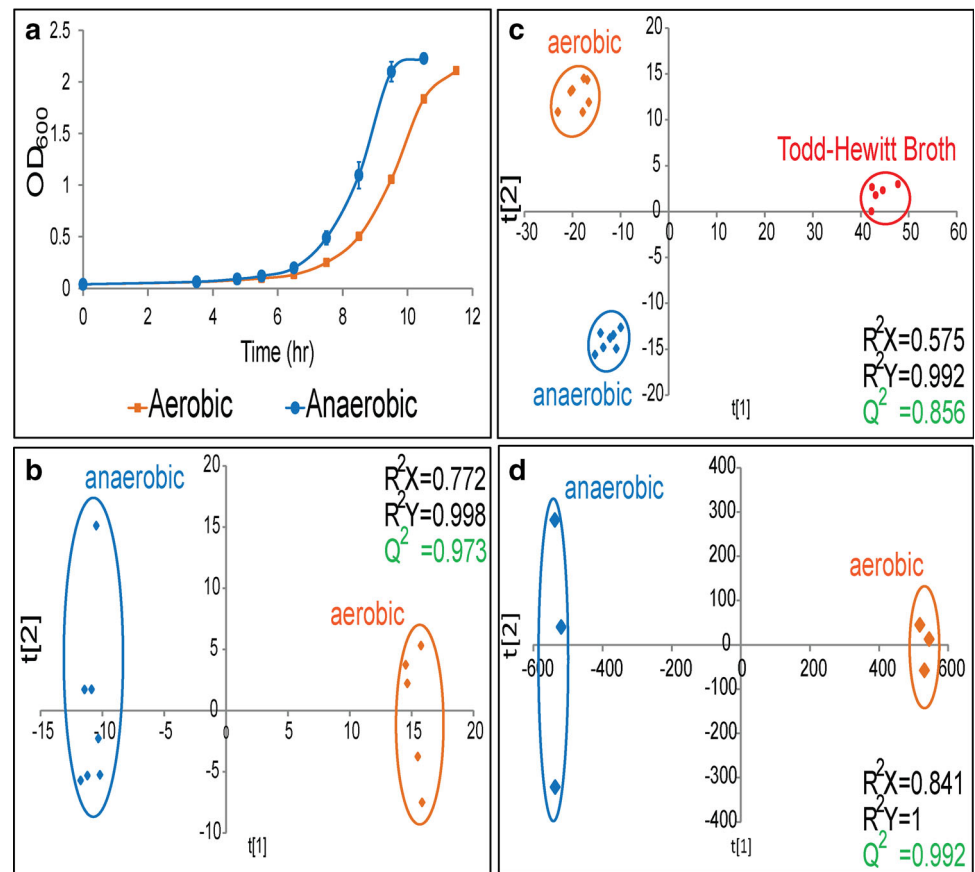 a
2.5
2
1.5
1
0.5
0
OD600
0 2 4 6 8 10 12
Time (hr)
Aerobic Anaerobic
c
aerobic
20
15
10
5
0
-5
-10
-15
-20
Todd-Hewitt Broth
t[2]
-30 -20 -10 0 10 20 30 40 50 60
anaerobic
t[1]
R2X=0.575
R2Y=0.992
Q2 =0.856
b
anaerobic
20
15
10
5
0
-5
-10
R2X=0.772
R2Y=0.998
Q2 =0.973
aerobic
t[2]
-15 -10 -5 0 5 10 15 20
t[1]
d
anaerobic
400
300
200
100
0
-100
-200
-300
-400
aerobic
t[2]
-600 -400 -200 0 200 400 600
t[1]
R2X=0.841
R2Y=1
Q2 =0.992